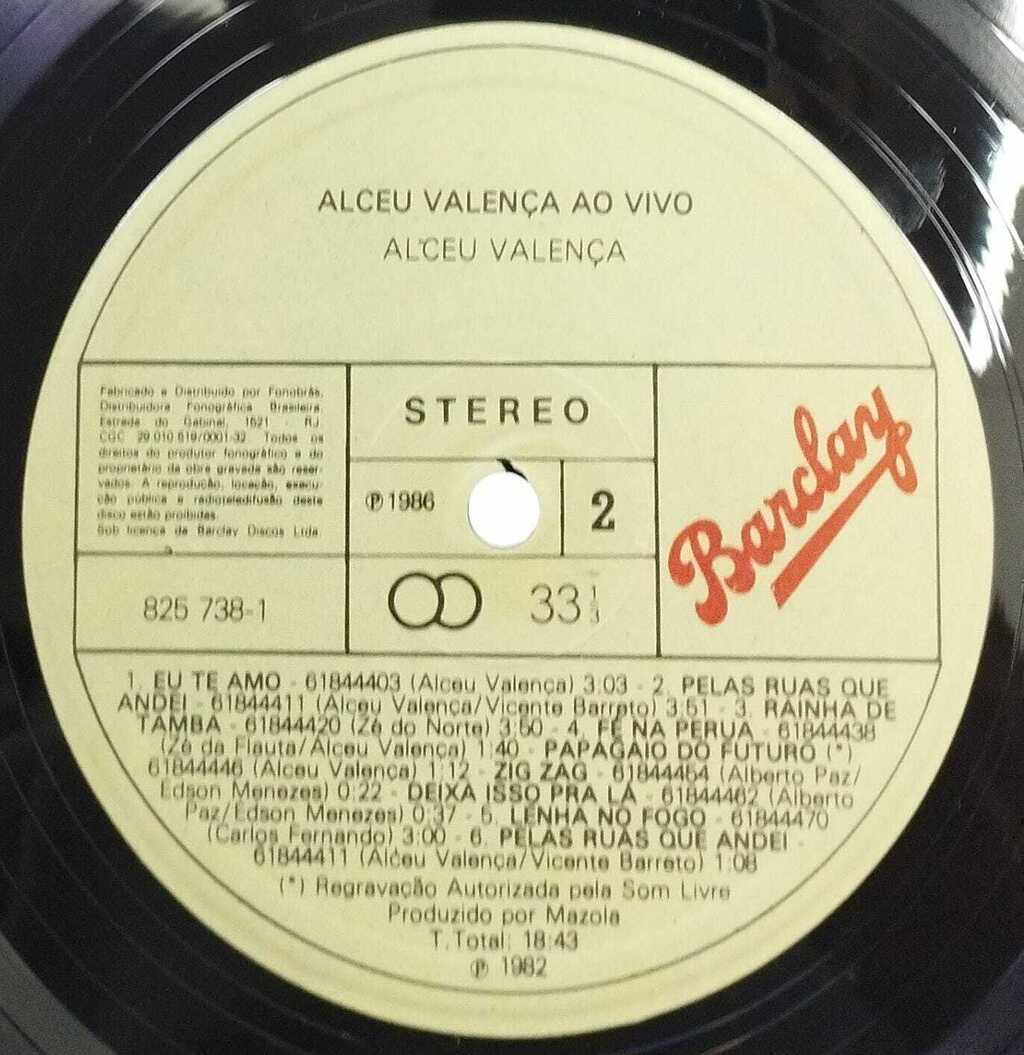 ALCEU VALENÇA AO VIVO
ALCEU VALENÇA
Fabricado e Distribuido por Fonobrás,
Distribuidora Fonográfica Brasileira
Estrada do Gabinal, 1521 - RJ.
CGC 29.010.519/0001-32 Todos os
direitos do produtor fonográfico e do
proprietário da obra gravada são reser-
vados. A reprodução, locação, execu-
ção pública e radioteledifusão deste
disco estão proibidas.
Sob licença de Barclay Discos Ltda
STEREO
℗ 1986
2
825 738-1
33 1/3
Barclay
1. EU TE AMO - 61844403 (Alceu Valença) 3:03 - 2. PELAS RUAS QUE
ANDEI - 61844411 (Alceu Valença/Vicente Barreto) 3:51 - 3. RAINHA DE
TAMBA - 61844420 (Zé do Norte) 3:50 - 4. FÉ NA PERUA - 61844438
(Zé da Flauta/Alceu Valença) 1:40 - PAPAGAIO DO FUTURO (*)
61844446 (Alceu Valença) 1:12 - ZIG ZAG - 61844454 (Alberto Paz/
Edson Menezes) 0:22 - DEIXA ISSO PRA LÁ - 61844462 (Alberto
Paz/Edson Menezes) 0:37 - 5. LENHA NO FOGO - 61844470
(Carlos Fernando) 3:00 - 6. PELAS RUAS QUE ANDEI -
61844411 (Alceu Valença/Vicente Barreto) 1:08
(*) Regravação Autorizada pela Som Livre
Produzido por Mazola
T. Total: 18:43
℗ 1982